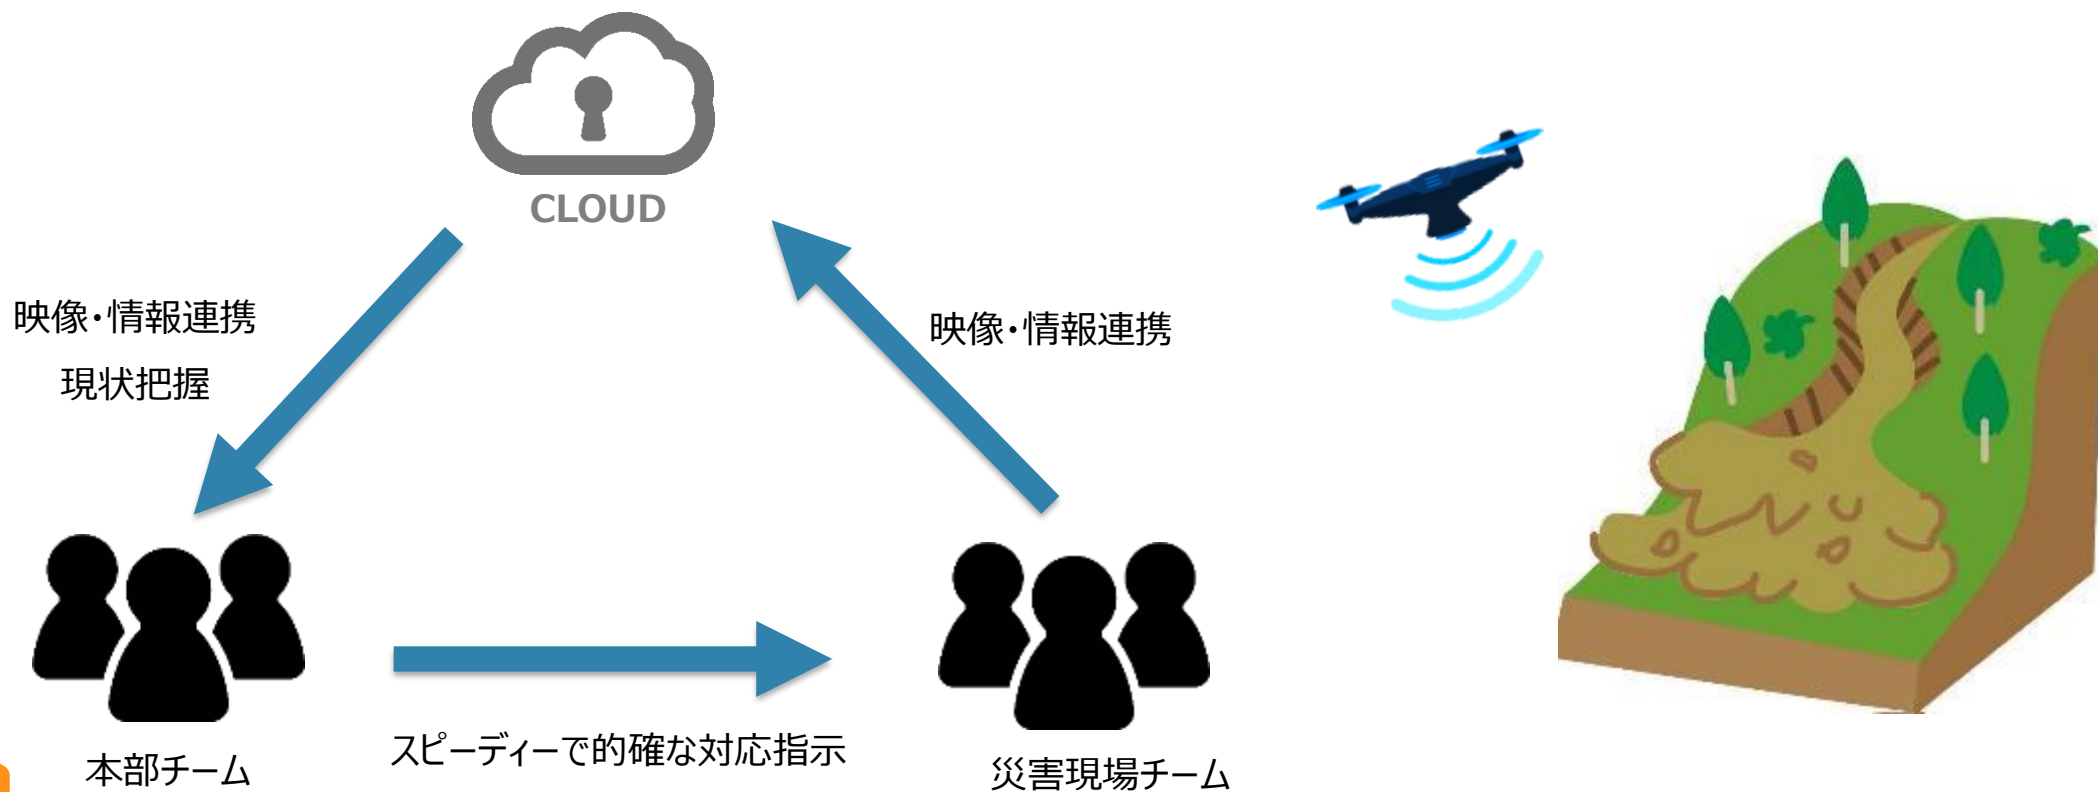 CLOUD
映像・情報連携
現状把握
映像・情報連携
スピーディーで的確な対応指示
本部チーム
災害現場チーム